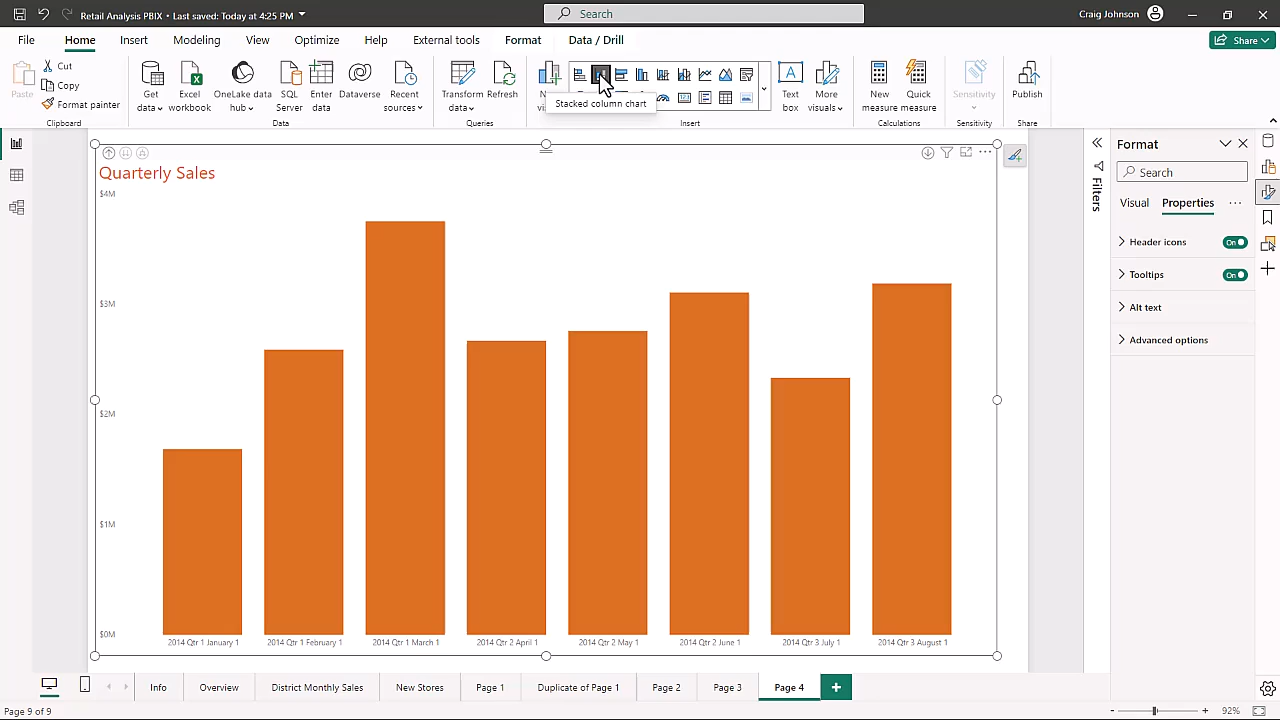 Retail Analysis PBIX • Last saved: Today at 4:25 PM
Search
Craig Johnson
File Home Insert Modeling View Optimize Help External tools Format Data / Drill
Share
Paste
Cut
Copy
Format painter
Clipboard
Get data
Excel workbook
OneLake data hub
SQL Server
Enter data
Dataverse
Recent sources
Data
Transform data
Refresh
Queries
Stacked column chart
Text box
More visuals
Insert
New measure
Quick measure
Calculations
Sensitivity
Sensitivity
Publish
Share
Quarterly Sales
$4M
$3M
$2M
$1M
$0M
2014 Qtr 1 January 1
2014 Qtr 1 February 1
2014 Qtr 1 March 1
2014 Qtr 2 April 1
2014 Qtr 2 May 1
2014 Qtr 2 June 1
2014 Qtr 3 July 1
2014 Qtr 3 August 1
Filters
Format
Search
Visual Properties
Header icons On
Tooltips On
Alt text
Advanced options
Overview District Monthly Sales New Stores Page 1 Duplicate of Page 1 Page 2 Page 3 Page 4
Page 9 of 9
92%